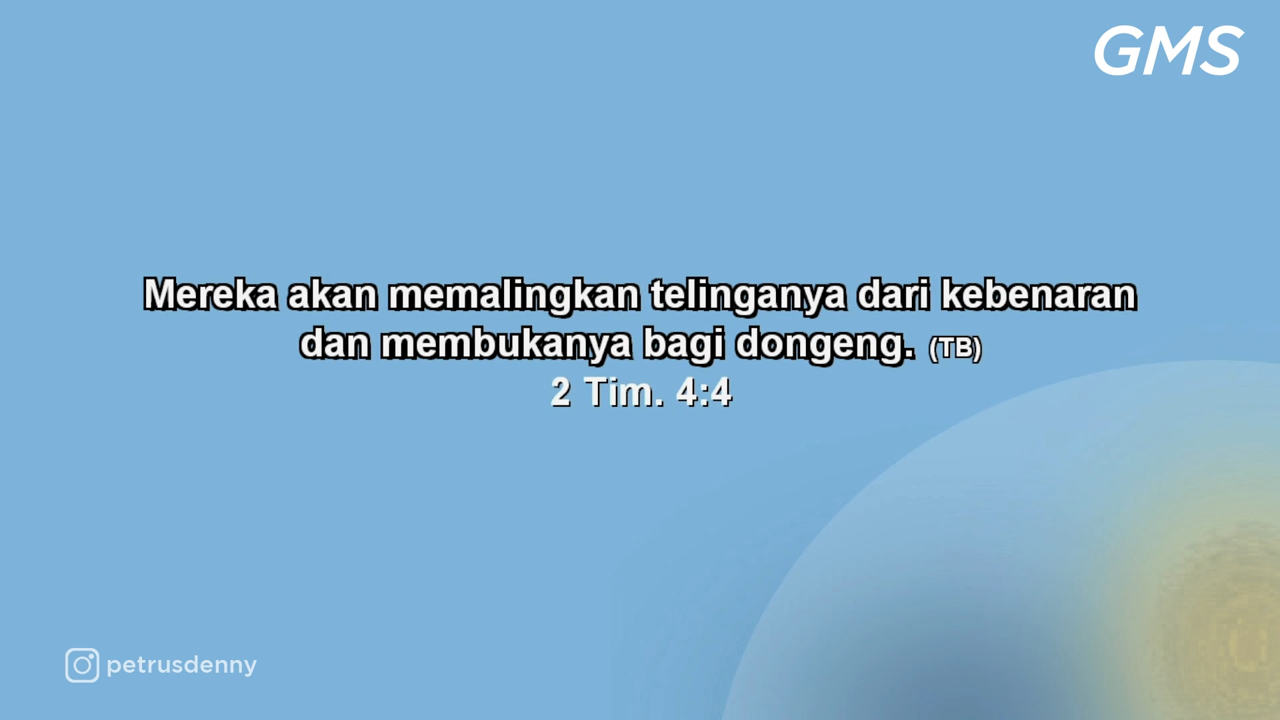 GMS
Mereka akan memalingkan telinganya dari kebenaran
dan membukanya bagi dongeng. (TB)
2 Tim. 4:4
petrusdenny